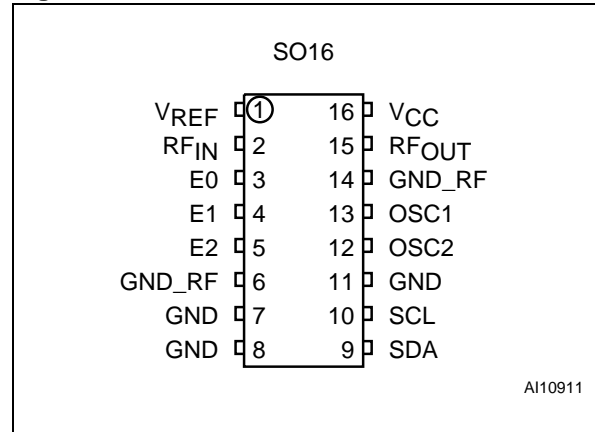 SO16
VREF 1 16 VCC
RFIN 2 15 RFOUT
E0 3 14 GND_RF
E1 4 13 OSC1
E2 5 12 OSC2
GND_RF 6 11 GND
GND 7 10 SCL
GND 8 9 SDA
AI10911